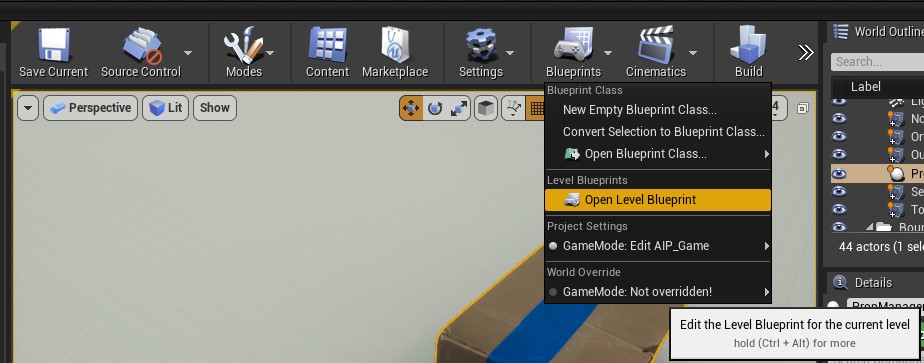 Save Current
Source Control
Modes
Content
Marketplace
Settings
Blueprints
Cinematics
Build
World Outline
Search...
Label
Perspective
Lit
Show
4
Blueprint Class
New Empty Blueprint Class...
Convert Selection to Blueprint Class...
Open Blueprint Class...
Level Blueprints
Open Level Blueprint
Project Settings
GameMode: Edit AIP_Game
World Override
GameMode: Not overridden!
Lig
No
On
Ou
Pr
Se
To
Boun
44 actors (1 sele
Details
PropManage
Edit the Level Blueprint for the current level
hold (Ctrl + Alt) for more